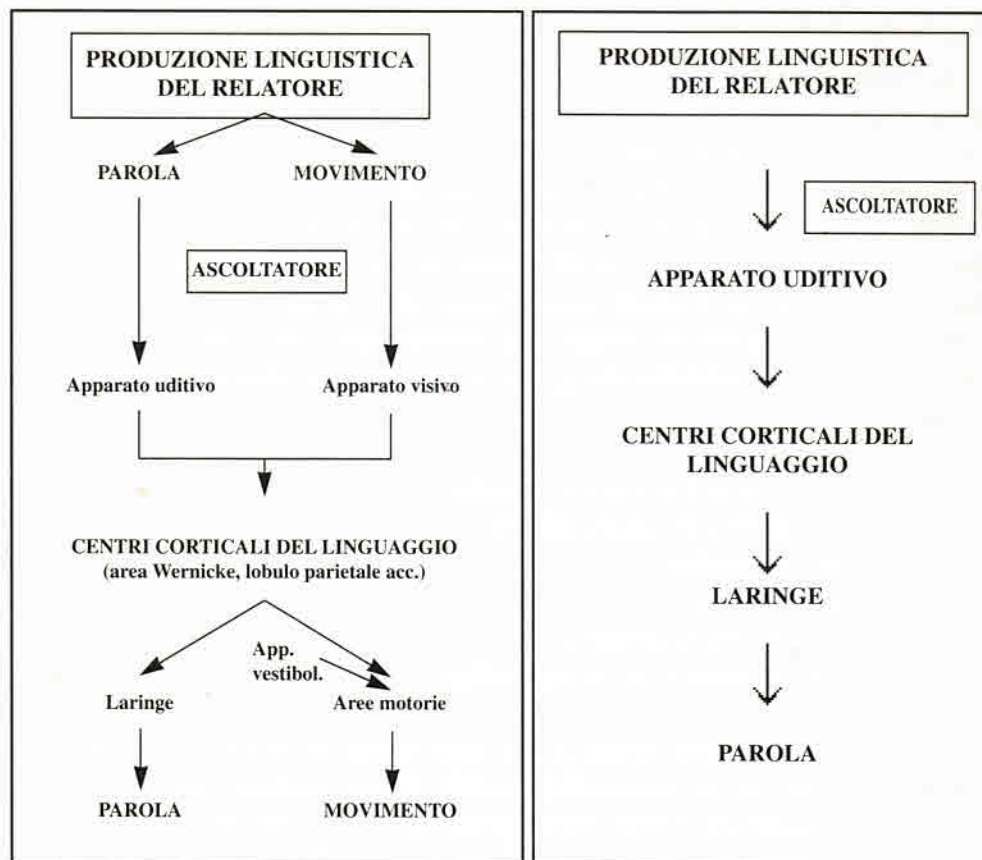 PRODUZIONE LINGUISTICA
DEL RELATORE
PAROLA
MOVIMENTO
ASCOLTATORE
Apparato uditivo
Apparato visivo
CENTRI CORTICALI DEL LINGUAGGIO
(area Wernicke, lobulo parietale acc.)
App.
vestibol.
Laringe
Aree motorie
PAROLA
MOVIMENTO
PRODUZIONE LINGUISTICA
DEL RELATORE
ASCOLTATORE
APPARATO UDITIVO
CENTRI CORTICALI DEL
LINGUAGGIO
LARINGE
PAROLA